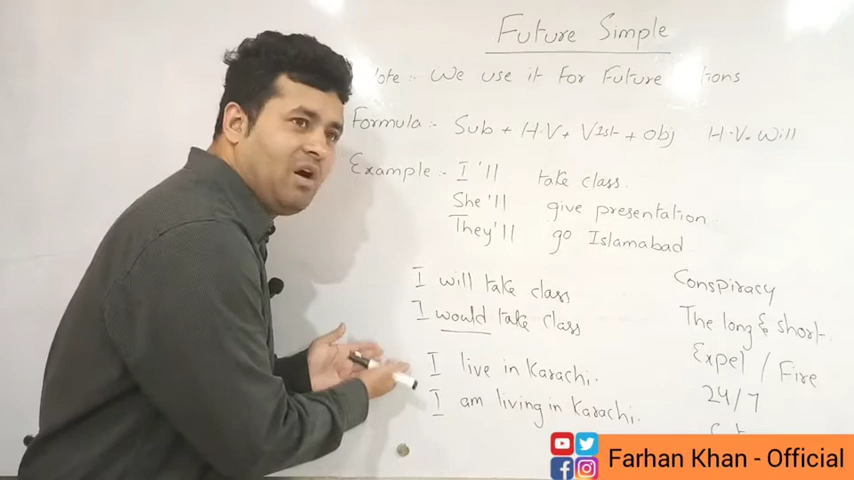 Future Simple
Note :- We use it for Future
Formula :- Sub + H.V + V1st + obj H.V. Will
Example :- I'll take class.
She'll give presentation
They'll go Islamabad
I will take class
I would take class
I live in Karachi.
I am living in Karachi.
Conspiracy
The long & short.
Expel / Fire
24/7
Farhan Khan - Official